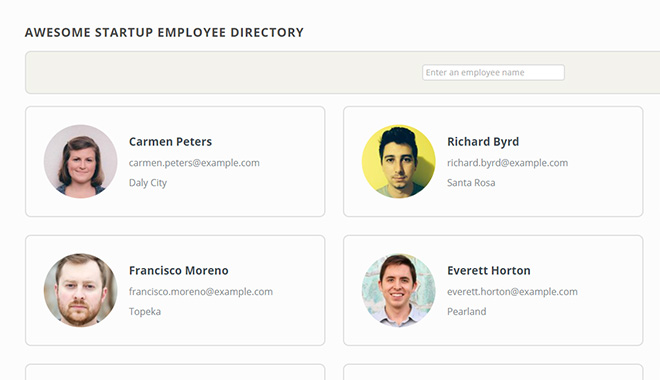 AWESOME STARTUP EMPLOYEE DIRECTORY
Enter an employee name
Carmen Peters
carmen.peters@example.com
Daly City
Richard Byrd
richard.byrd@example.com
Santa Rosa
Francisco Moreno
francisco.moreno@example.com
Topeka
Everett Horton
everett.horton@example.com
Pearland